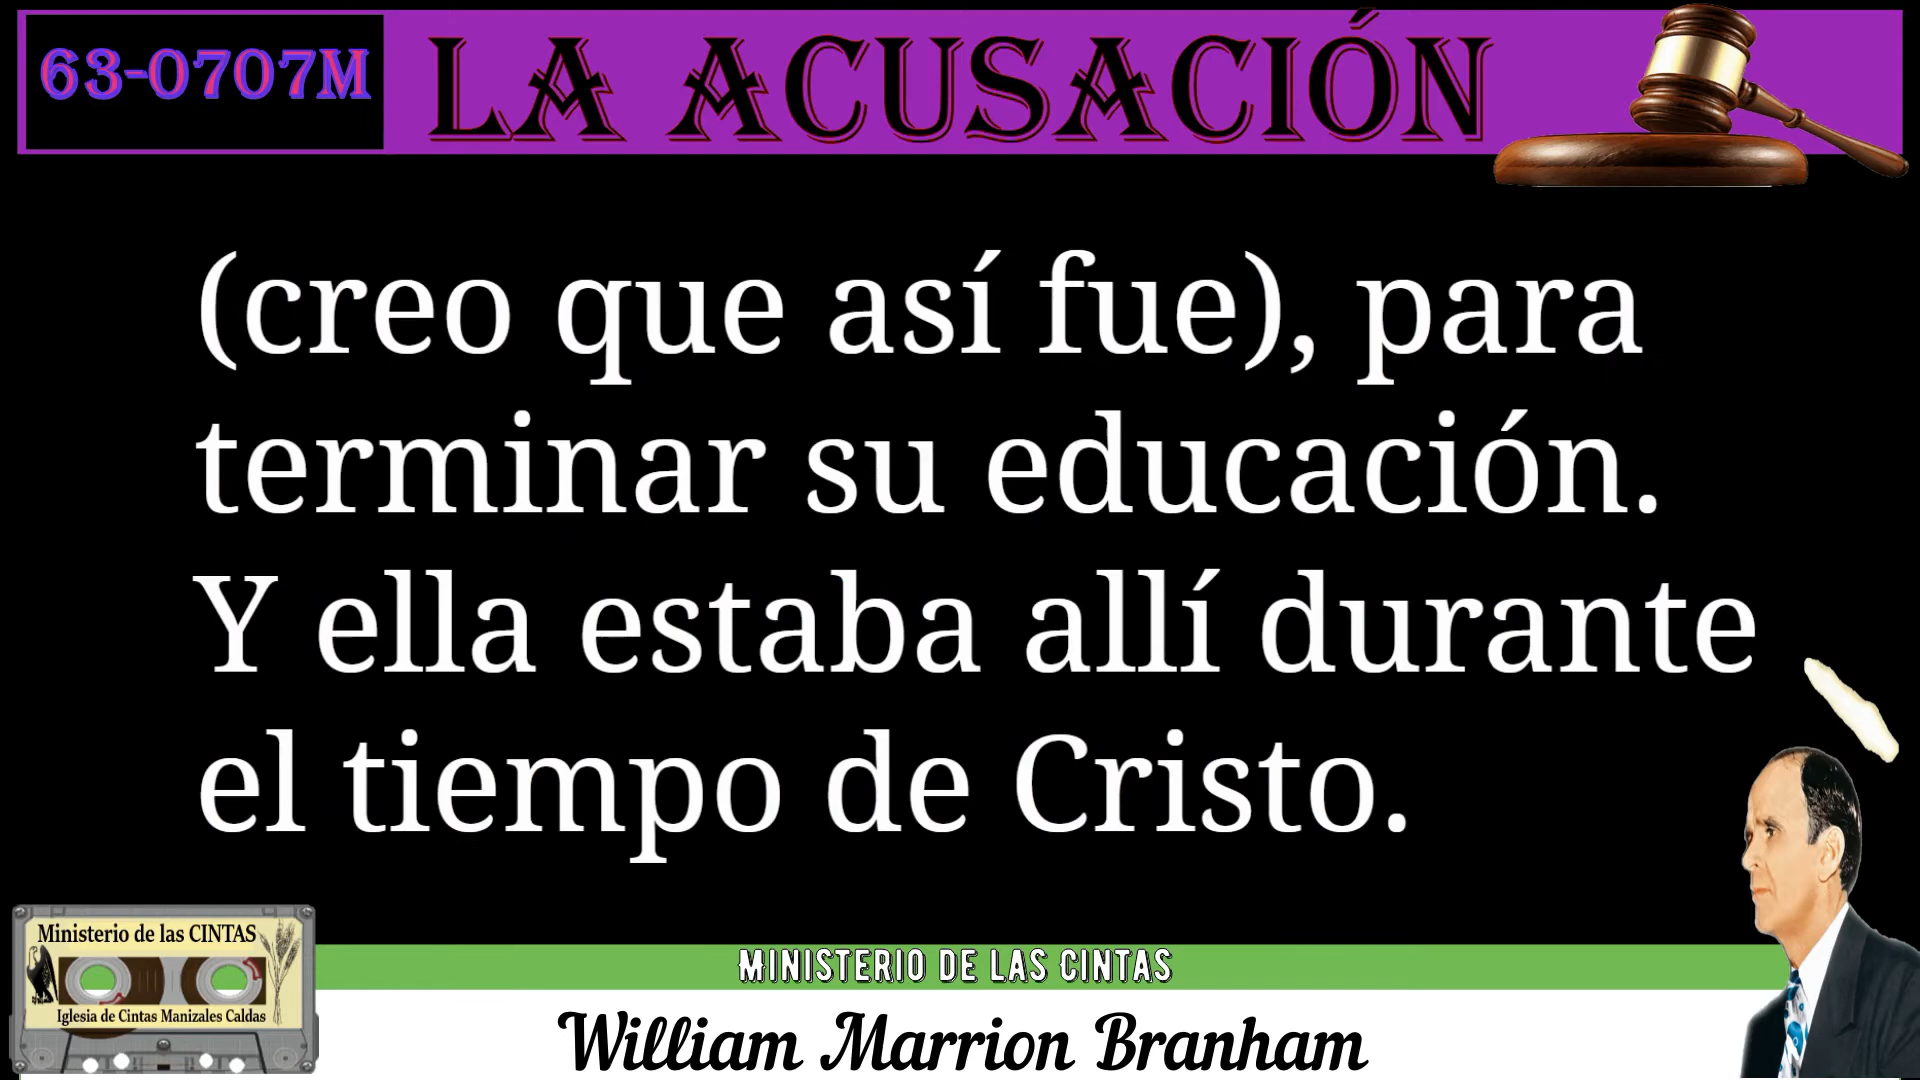 63-0707M
LA ACUSACIÓN
(creo que así fue), para
terminar su educación.
Y ella estaba allí durante
el tiempo de Cristo.
Ministerio de las CINTAS
Iglesia de Cintas Manizales Caldas
MINISTERIO DE LAS CINTAS
William Marrion Branham